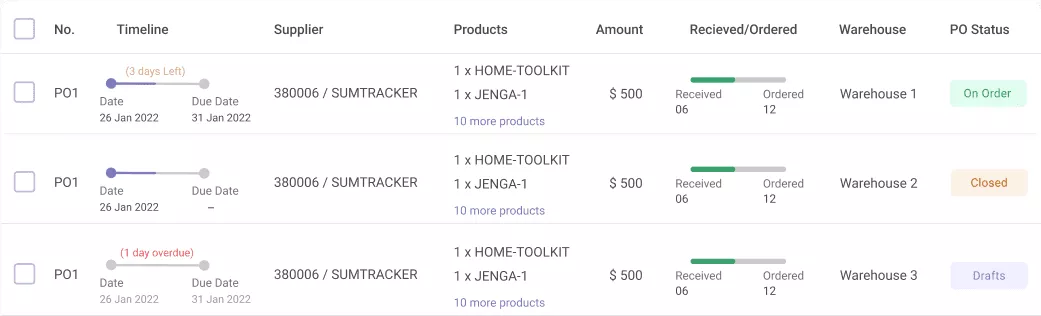 No. Timeline Supplier Products Amount Recieved/Ordered Warehouse PO Status
(3 days Left) 1 x HOME-TOOLKIT
PO1 380006 / SUMTRACKER 1 x JENGA-1 $ 500 Received Ordered Warehouse 1 On Order
Date Due Date 06 12
26 Jan 2022 31 Jan 2022 10 more products
1 x HOME-TOOLKIT
PO1 380006 / SUMTRACKER 1 x JENGA-1 $ 500 Received Ordered Warehouse 2 Closed
Date Due Date 06 12
26 Jan 2022 – 10 more products
(1 day overdue) 1 x HOME-TOOLKIT
PO1 380006 / SUMTRACKER 1 x JENGA-1 $ 500 Received Ordered Warehouse 3 Drafts
Date Due Date 06 12
26 Jan 2022 31 Jan 2022 10 more products